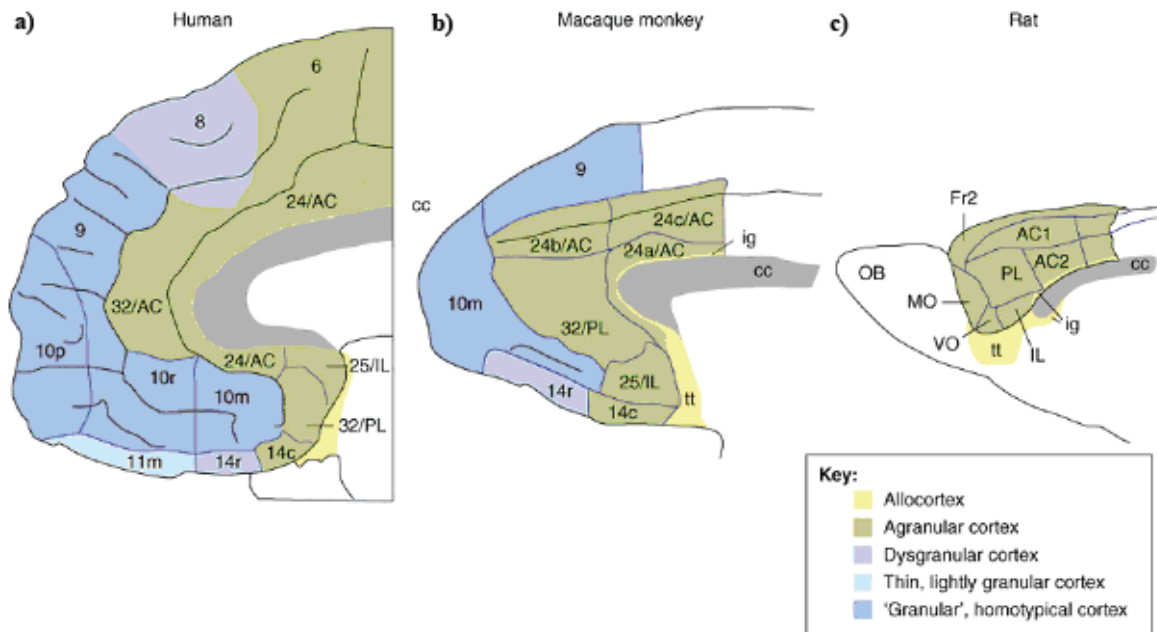 a)
Human
6
8
24/AC
9
32/AC
10p
10r
10m
24/AC
25/IL
32/PL
11m
14r
14c
b)
Macaque monkey
cc
9
24c/AC
24b/AC
24a/AC
ig
cc
10m
32/PL
14r
25/IL
14c
tt
c)
Rat
Fr2
AC1
OB
PL
AC2
cc
MO
VO
tt
IL
ig
Key:
Allocortex
Agranular cortex
Dysgranular cortex
Thin, lightly granular cortex
'Granular', homotypical cortex